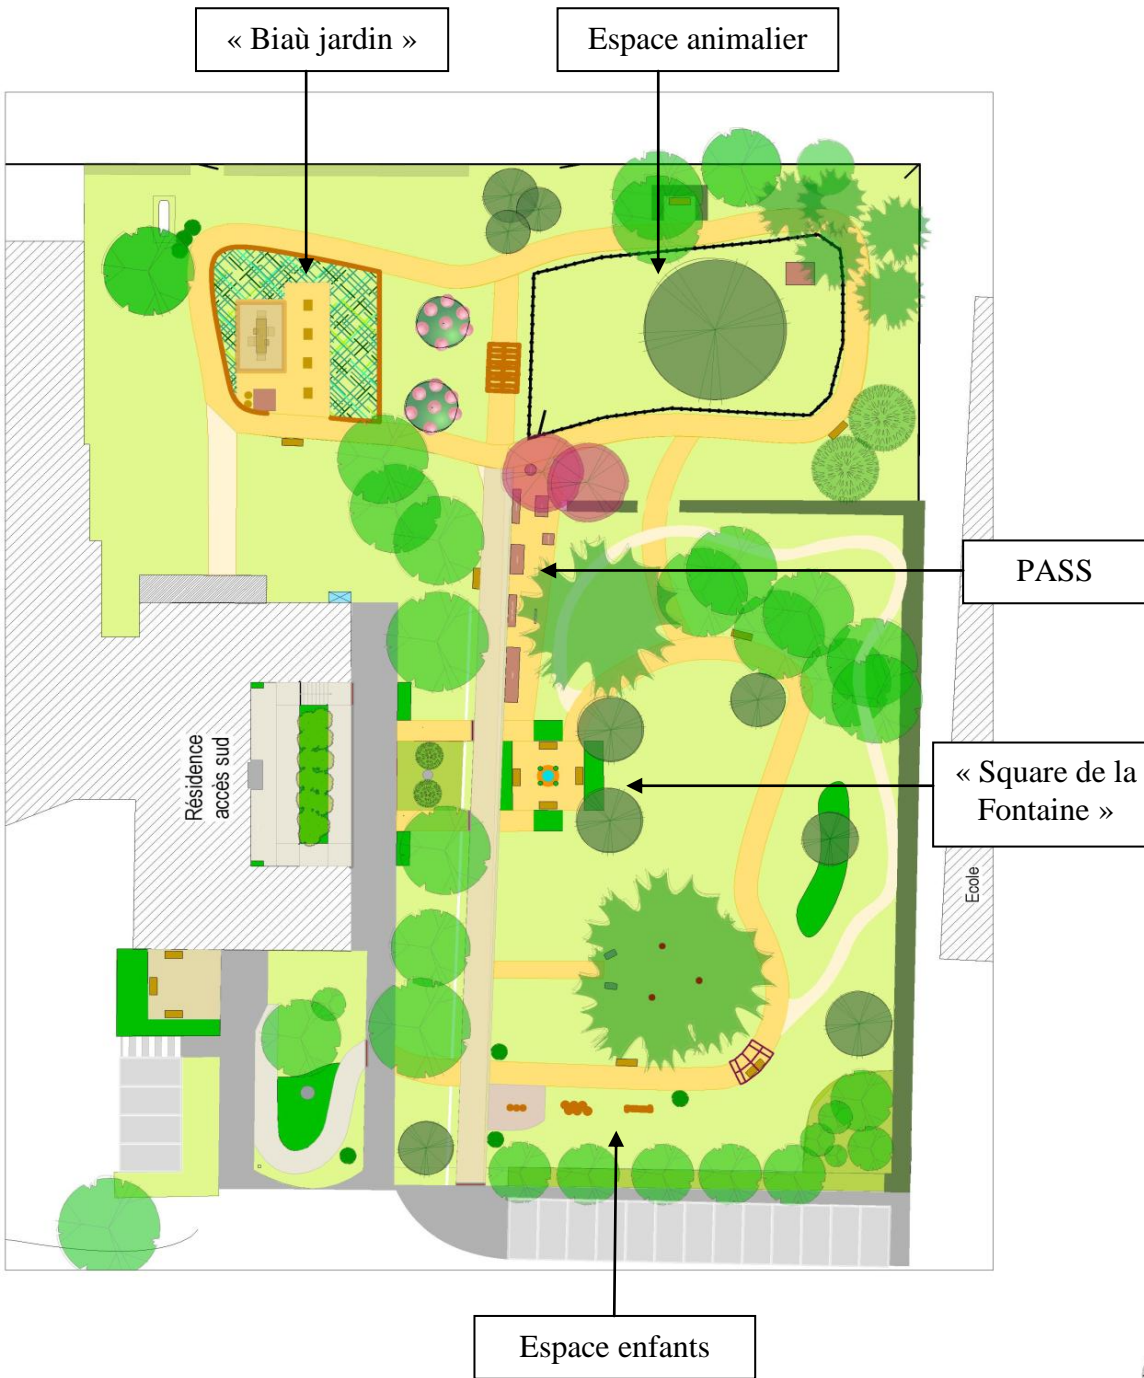 « Biaù jardin »
Espace animalier
PASS
Résidence
accès sud
« Square de la
Fontaine »
Ecole
Espace enfants